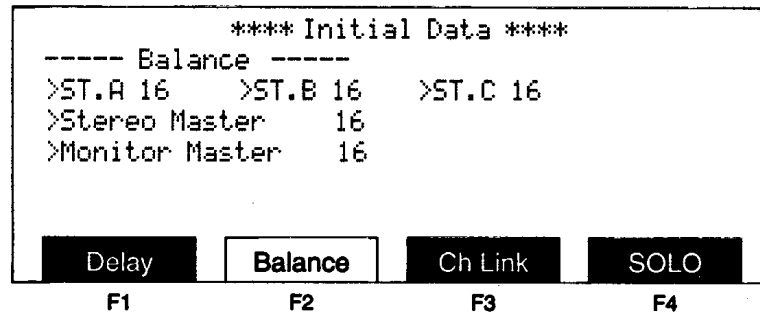 **** Initial Data ****
----- Balance -----
>ST.A 16 >ST.B 16 >ST.C 16
>Stereo Master 16
>Monitor Master 16
Delay Balance Ch Link SOLO
F1 F2 F3 F4